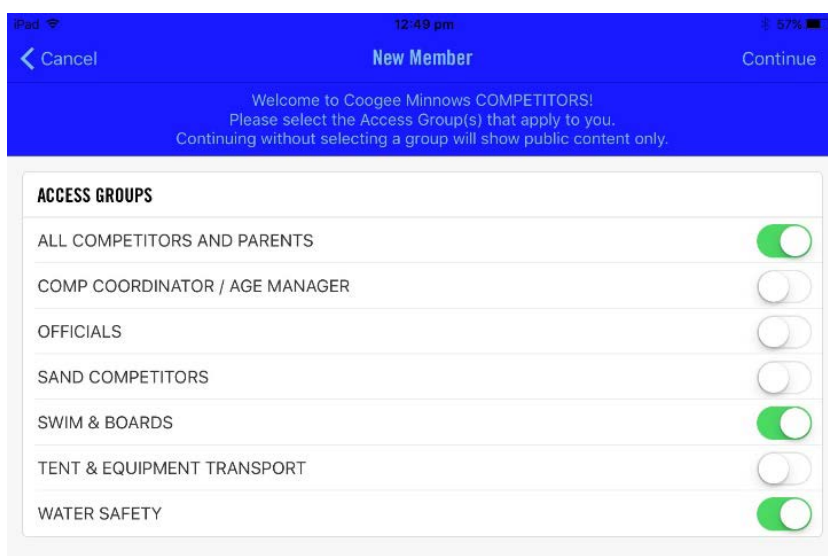 iPad 12:49 pm 57%
Cancel New Member Continue
Welcome to Coogee Minnows COMPETITORS!
Please select the Access Group(s) that apply to you.
Continuing without selecting a group will show public content only.
ACCESS GROUPS
ALL COMPETITORS AND PARENTS
COMP COORDINATOR / AGE MANAGER
OFFICIALS
SAND COMPETITORS
SWIM & BOARDS
TENT & EQUIPMENT TRANSPORT
WATER SAFETY